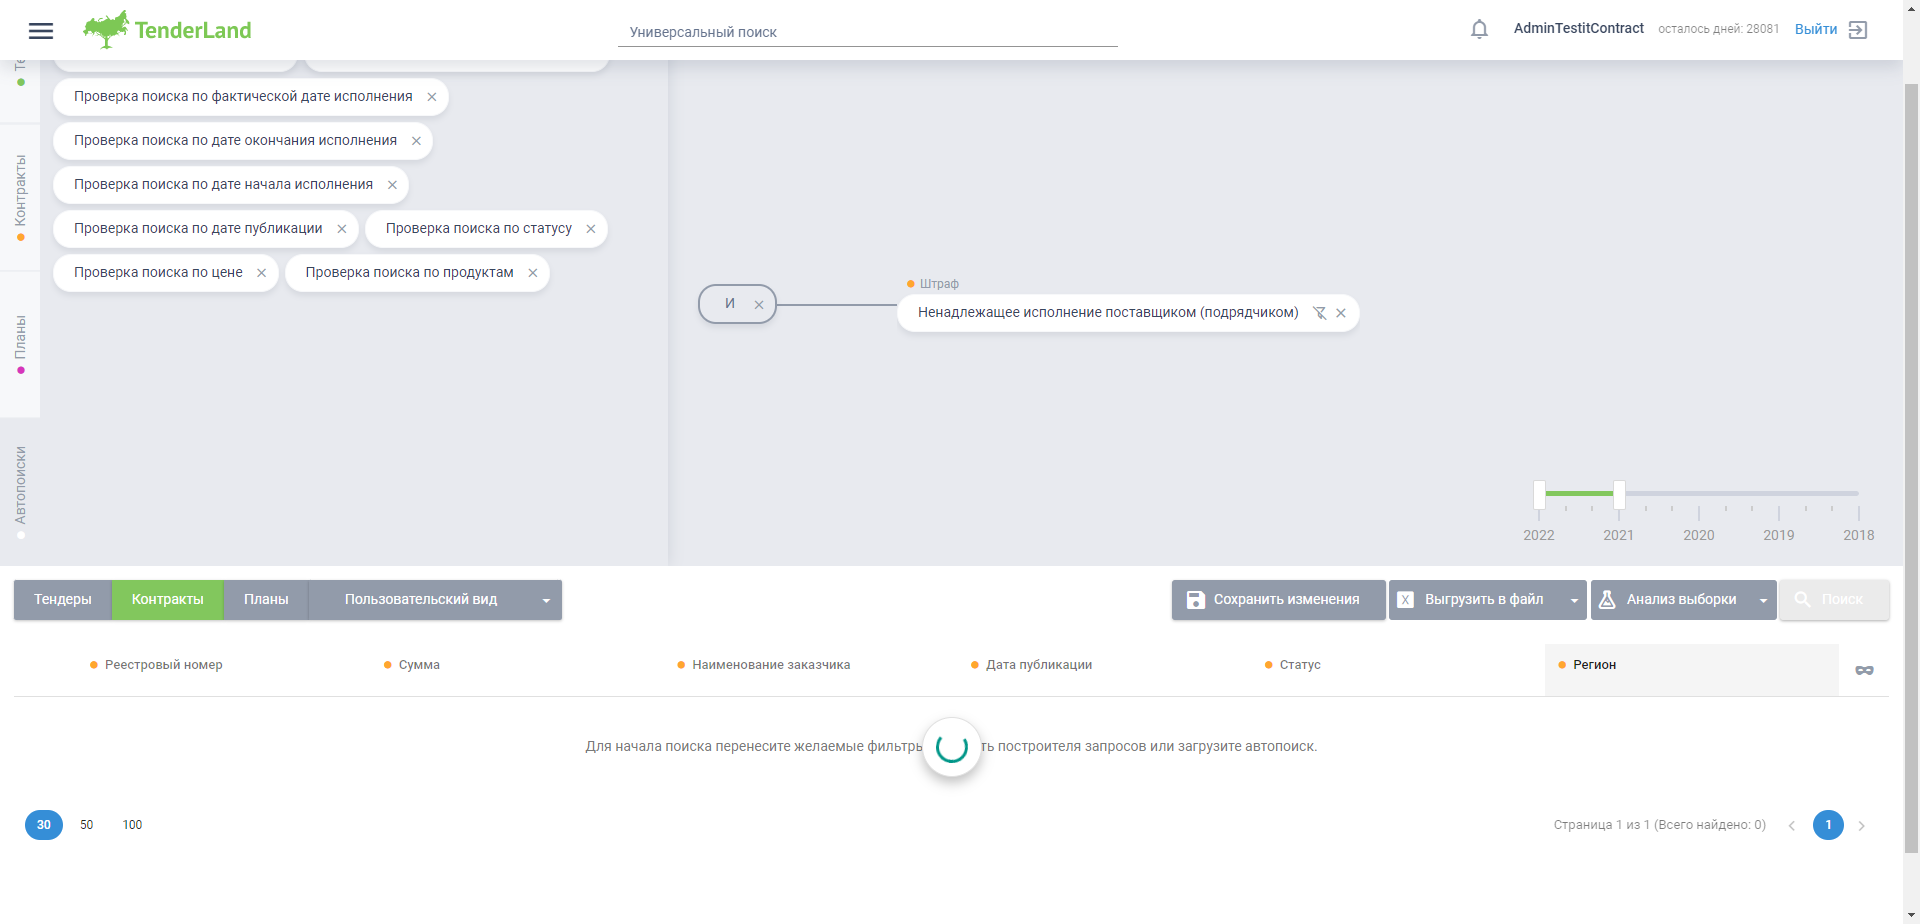 TenderLand
Универсальный поиск
AdminTestitContract
осталось дней: 28081
Выйти
Те
Контракты
Планы
Автопоиски
Проверка поиска по фактической дате исполнения
Проверка поиска по дате окончания исполнения
Проверка поиска по дате начала исполнения
Проверка поиска по дате публикации
Проверка поиска по статусу
Проверка поиска по цене
Проверка поиска по продуктам
И
Штраф
Ненадлежащее исполнение поставщиком (подрядчиком)
2022 2021 2020 2019 2018
Тендеры
Контракты
Планы
Пользовательский вид
Сохранить изменения
X
Выгрузить в файл
Анализ выборки
Поиск
Реестровый номер
Сумма
Наименование заказчика
Дата публикации
Статус
Регион
Для начала поиска перенесите желаемые фильтры ть построителя запросов или загрузите автопоиск.
30 50 100
Страница 1 из 1 (Всего найдено: 0)
1